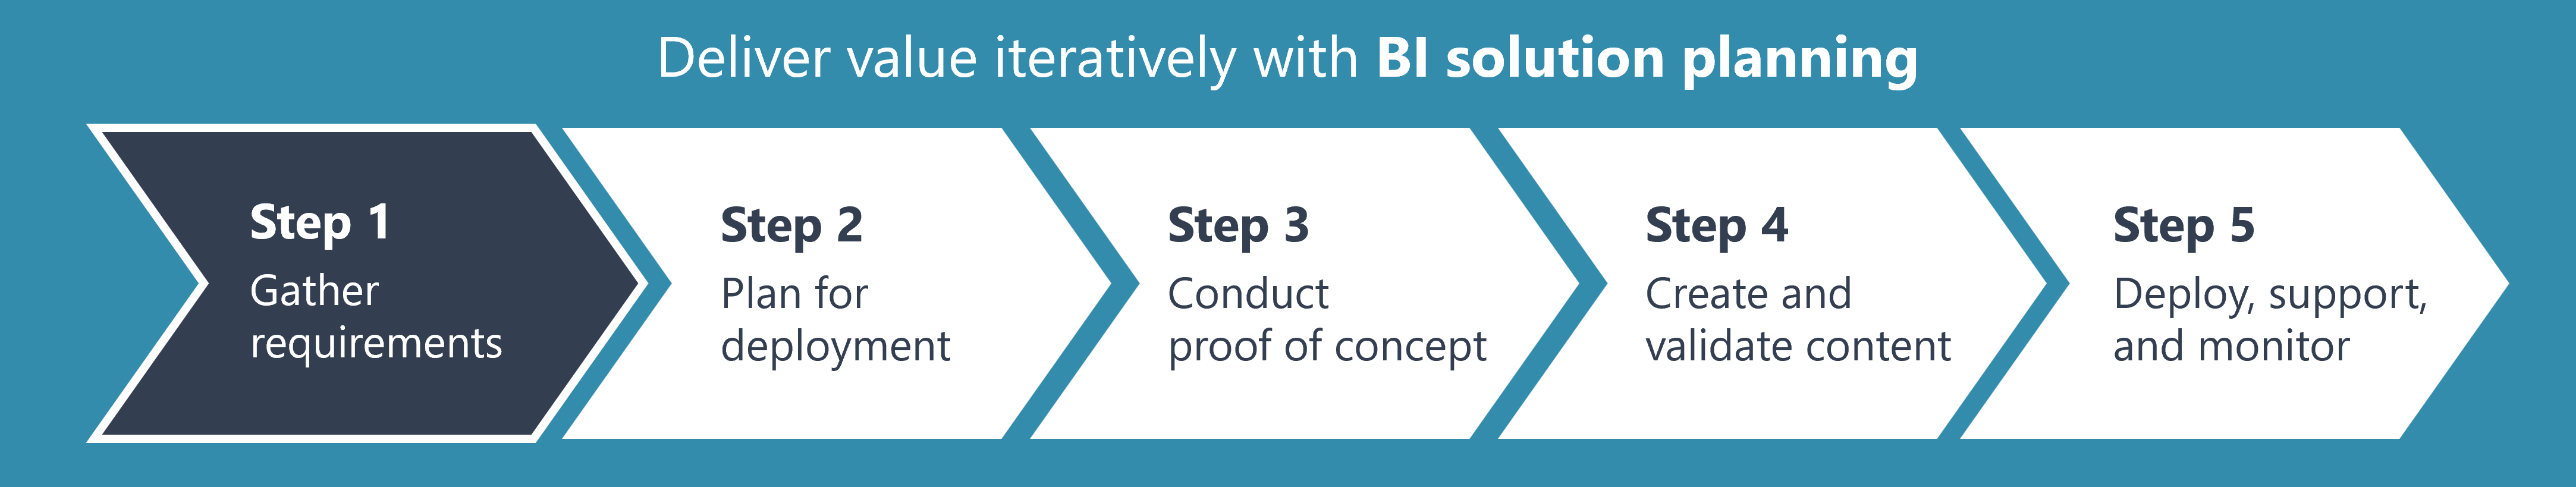 Deliver value iteratively with BI solution planning
Step 1
Gather
requirements
Step 2
Plan for
deployment
Step 3
Conduct
proof of concept
Step 4
Create and
validate content
Step 5
Deploy, support,
and monitor